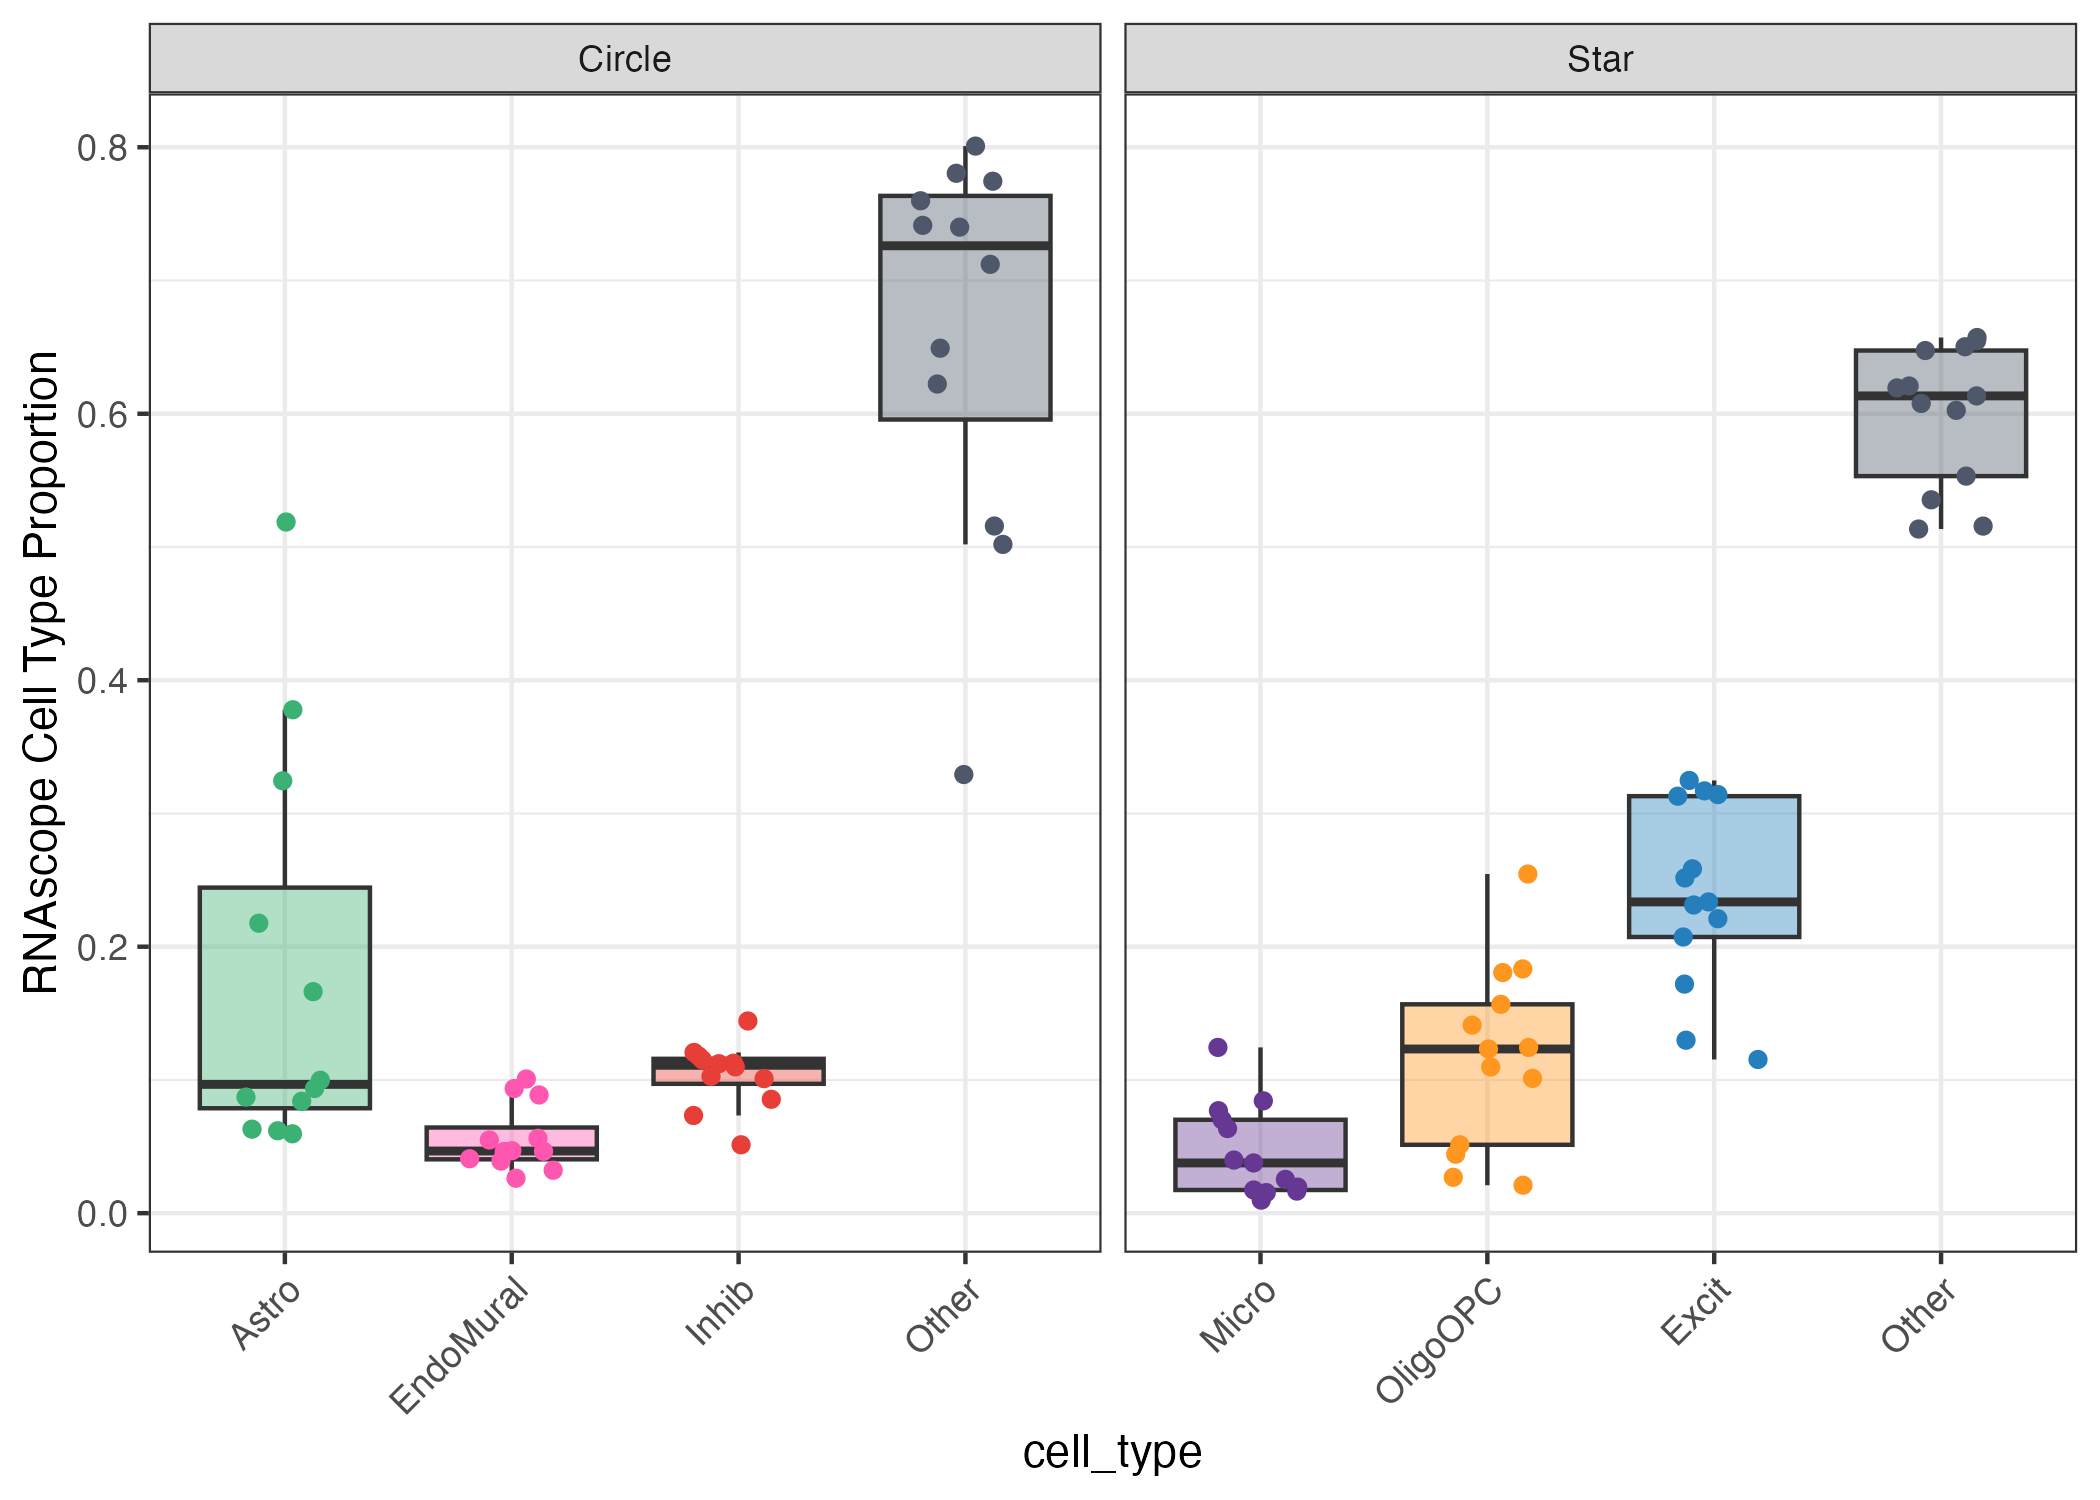 Circle
Star
RNAscope Cell Type Proportion
0.8
0.6
0.4
0.2
0.0
Astro
EndoMural
Inhib
Other
Micro
OligoOPC
Excit
Other
cell_type